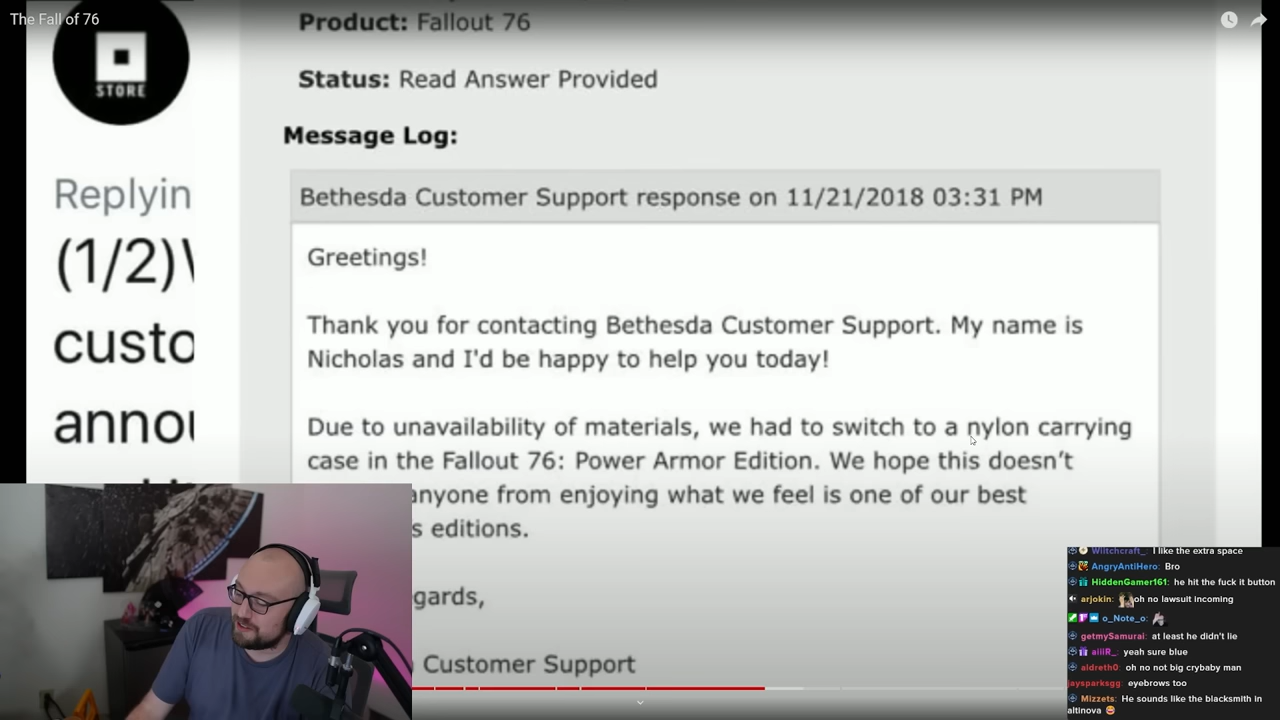 The Fall of 76
STORE
Replyin
(1/2)
custo
annou
Product: Fallout 76
Status: Read Answer Provided
Message Log:
Bethesda Customer Support response on 11/21/2018 03:31 PM
Greetings!
Thank you for contacting Bethesda Customer Support. My name is
Nicholas and I'd be happy to help you today!
Due to unavailability of materials, we had to switch to a nylon carrying
case in the Fallout 76: Power Armor Edition. We hope this doesn't
anyone from enjoying what we feel is one of our best
s editions.
gards,
Customer Support
Wiitchcraft_: I like the extra space
AngryAntiHero: Bro
HiddenGamer161: he hit the fuck it button
arjokin: oh no lawsuit incoming
o_Note_o:
getmySamurai: at least he didn't lie
aiiIR_: yeah sure blue
aldreth0: oh no not big crybaby man
jaysparksgg: eyebrows too
Mizzets: He sounds like the blacksmith in
altinova